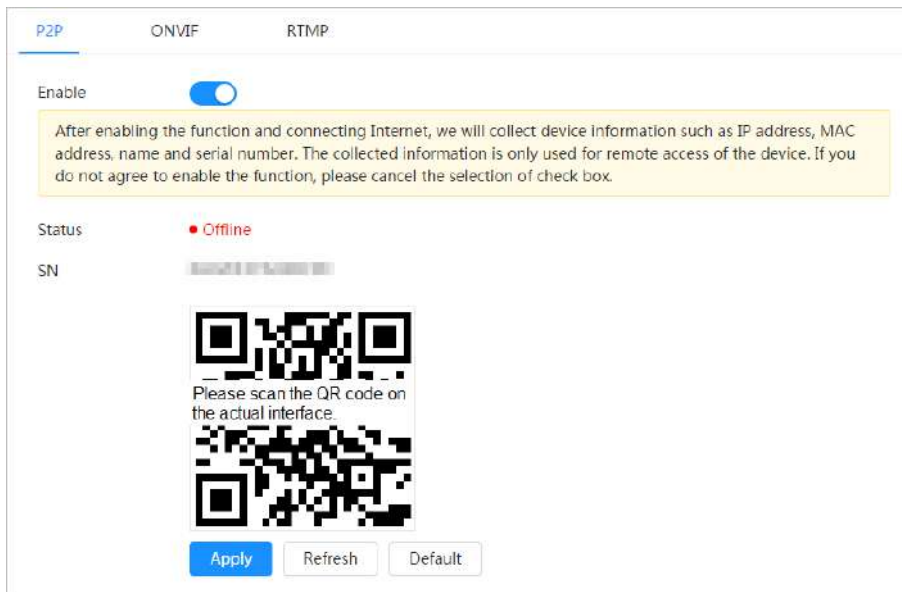 P2P ONVIF RTMP
Enable
After enabling the function and connecting Internet, we will collect device information such as IP address, MAC
address, name and serial number. The collected information is only used for remote access of the device. If you
do not agree to enable the function, please cancel the selection of check box.
Status Offline
SN
Please scan the QR code on
the actual interface.
Apply Refresh Default